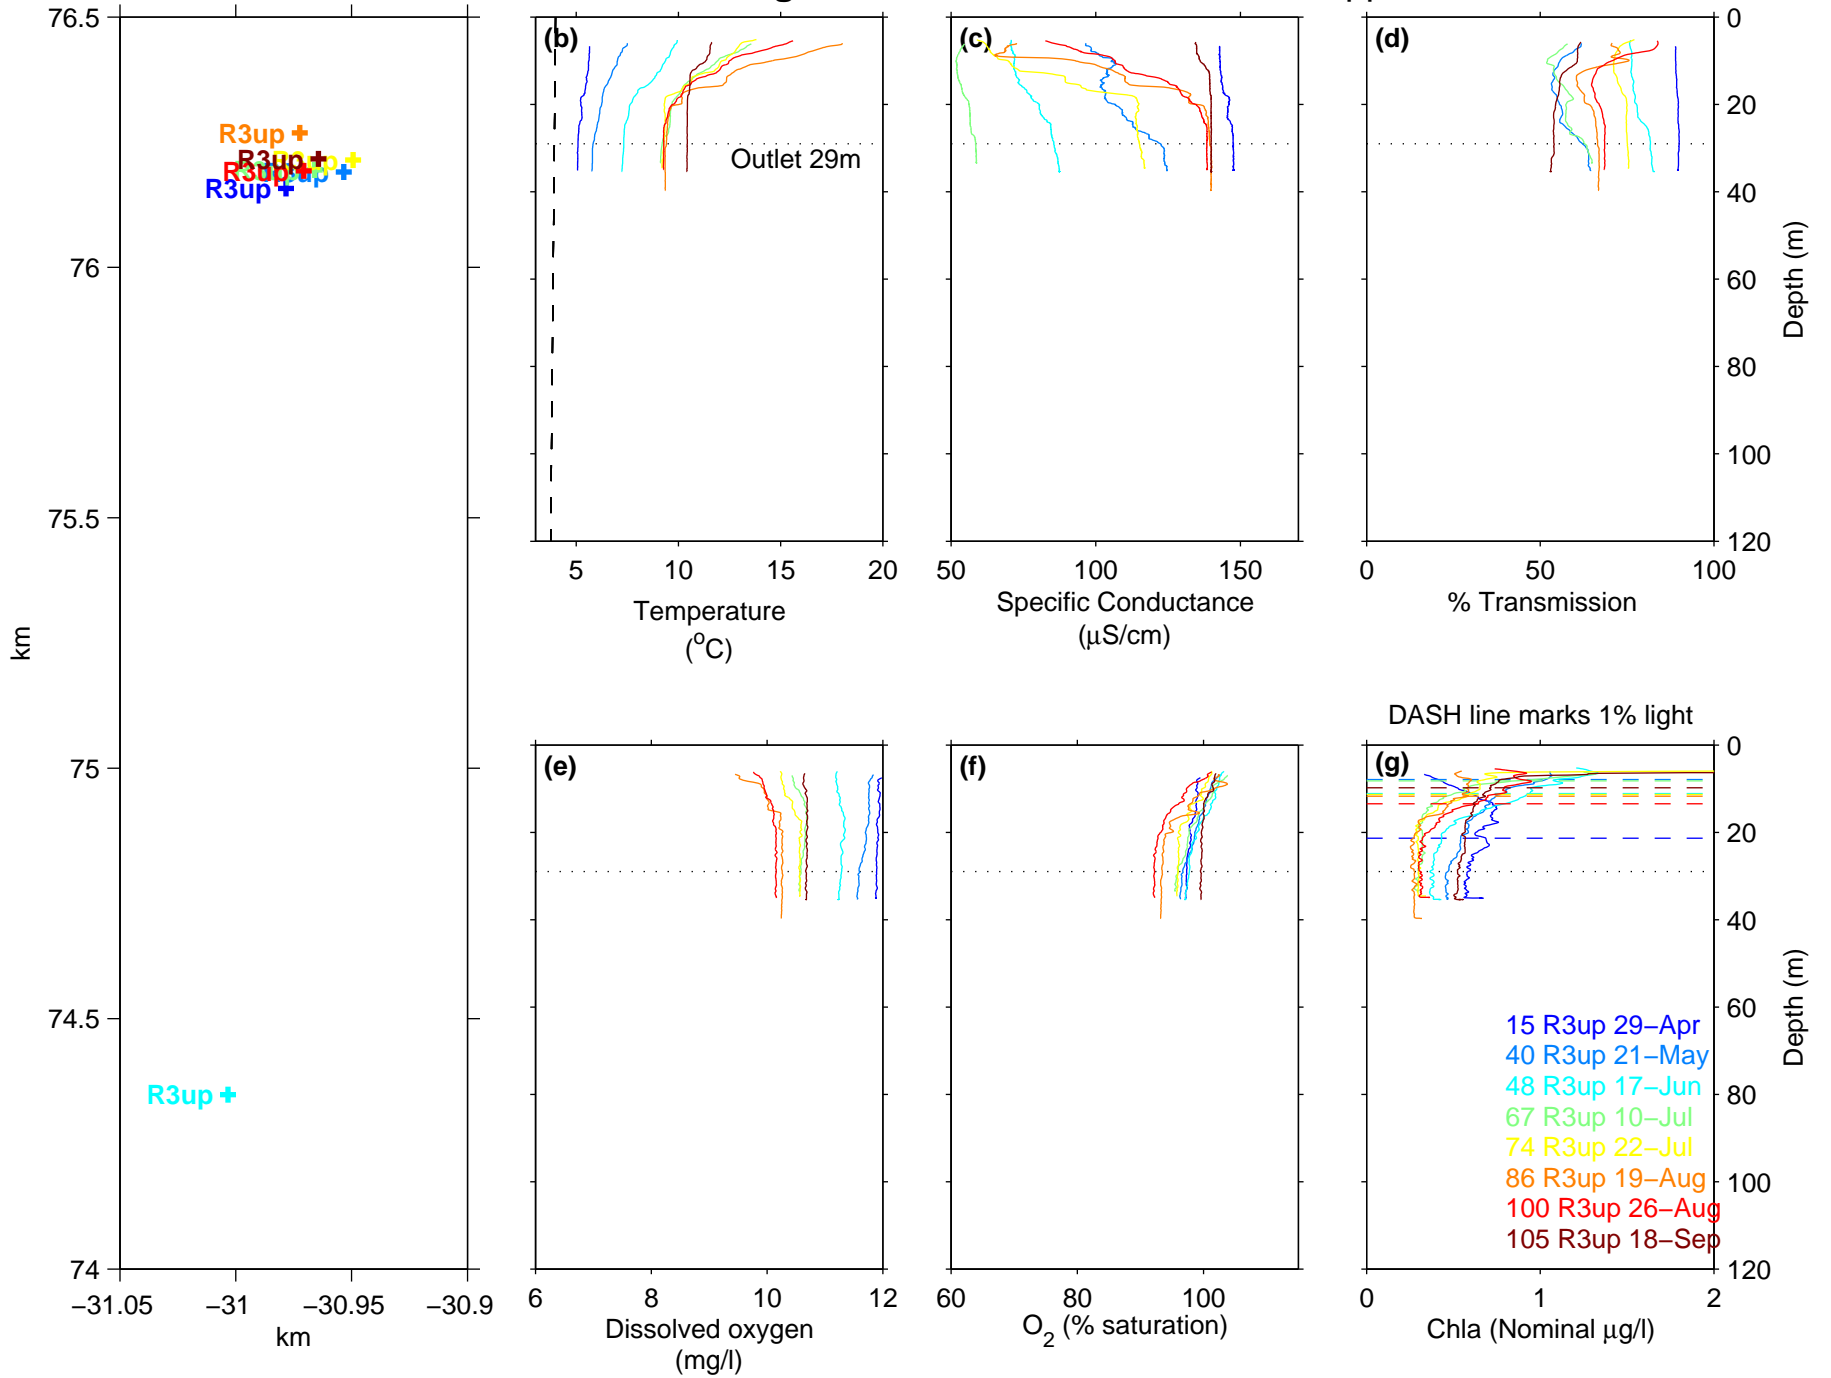 76.5
76
75.5
75
74.5
74
km
−31.05
−31
−30.95
−30.9
km
R3up
R3up
R3up
R3up
R3up
(b)
Outlet 29m
5
10
15
20
Temperature
(oC)
(c)
50
100
150
Specific Conductance
(μS/cm)
(d)
0
50
100
% Transmission
0
20
40
60
80
100
120
Depth (m)
(e)
6
8
10
12
Dissolved oxygen
(mg/l)
(f)
60
80
100
O2 (% saturation)
DASH line marks 1% light
(g)
15 R3up 29−Apr
40 R3up 21−May
48 R3up 17−Jun
67 R3up 10−Jul
74 R3up 22−Jul
86 R3up 19−Aug
100 R3up 26−Aug
105 R3up 18−Sep
0
1
2
Chla (Nominal μg/l)
0
20
40
60
80
100
120
Depth (m)